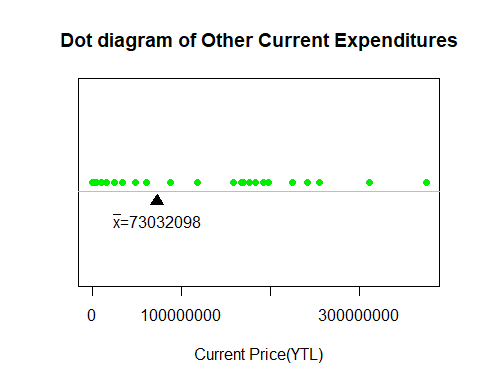 Dot diagram of Other Current Expenditures
x̅=73032098
0 100000000 300000000
Current Price(YTL)